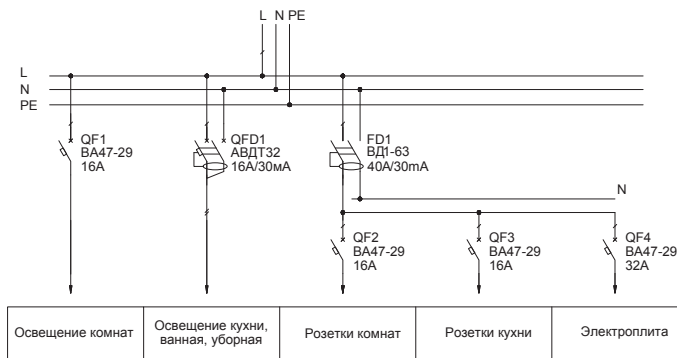 L N PE
L
N
PE
QF1
ВА47-29
16А
QFD1
АВДТ32
16А/30мА
FD1
ВД1-63
40А/30mА
N
QF2
ВА47-29
16А
QF3
ВА47-29
16А
QF4
ВА47-29
32А
Освещение комнат
Освещение кухни,
ванная, уборная
Розетки комнат
Розетки кухни
Электроплита